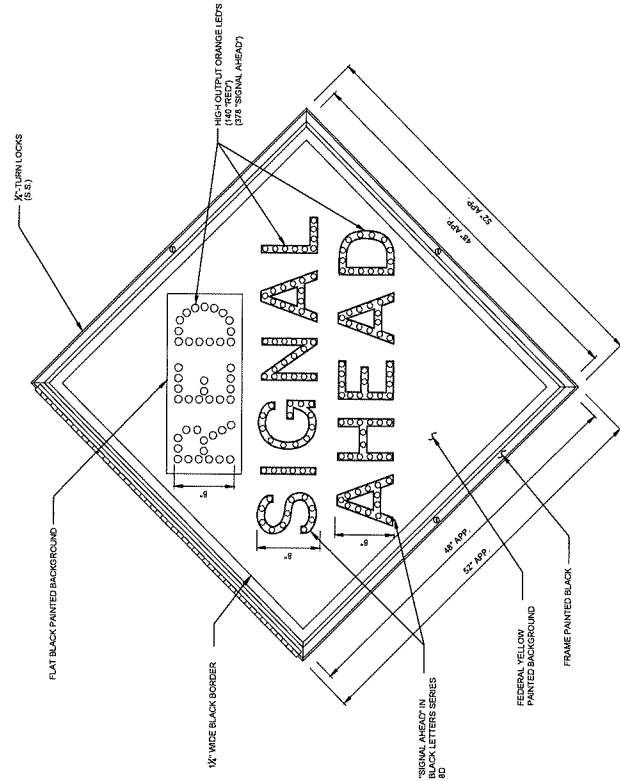 FLAT BLACK PAINTED BACKGROUND
¼"-TURN LOCKS
(S.S.)
HIGH OUTPUT ORANGE LED'S
(140 "RED")
(378 "SIGNAL AHEAD")
1¼" WIDE BLACK BORDER
8"
RED
8"
SIGNAL
8"
AHEAD
48" APP.
52" APP.
48" APP.
52" APP.
"SIGNAL AHEAD" IN
BLACK LETTERS SERIES
8D
FEDERAL YELLOW
PAINTED BACKGROUND
FRAME PAINTED BLACK